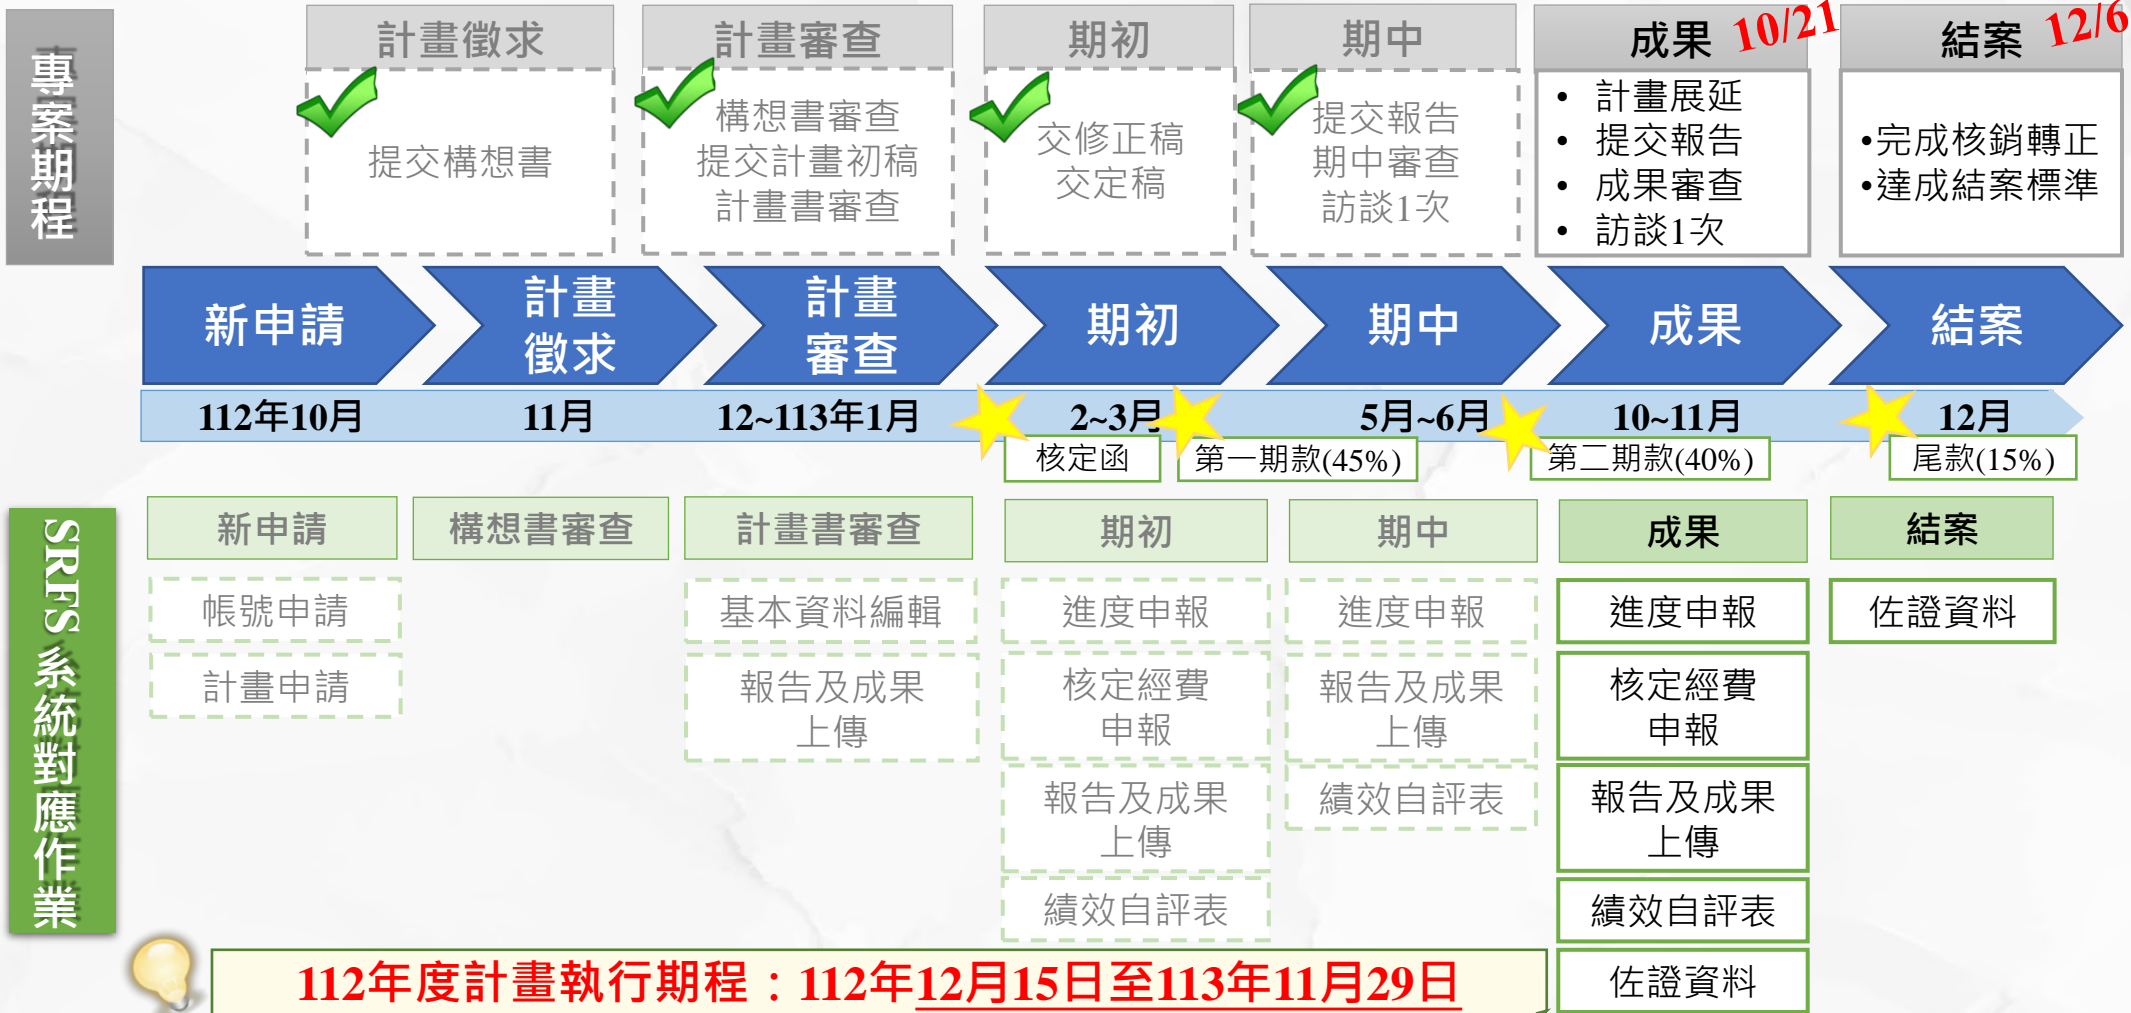 專案期程
計畫徵求
提交構想書
計畫審查
構想書審查
提交計畫初稿
計畫書審查
期初
交修正稿
交定稿
期中
提交報告
期中審查
訪談1次
成果 10/21
• 計畫展延
• 提交報告
• 成果審查
• 訪談1次
結案 12/6
•完成核銷轉正
•達成結案標準
新申請
計畫
徵求
計畫
審查
期初
期中
成果
結案
112年10月
11月
12~113年1月
2~3月
5月~6月
10~11月
12月
核定函
第一期款(45%)
第二期款(40%)
尾款(15%)
SRFS 系統對應作業
新申請
帳號申請
計畫申請
構想書審查
計畫書審查
基本資料編輯
報告及成果
上傳
期初
進度申報
核定經費
申報
報告及成果
上傳
績效自評表
期中
進度申報
報告及成果
上傳
績效自評表
成果
進度申報
核定經費
申報
報告及成果
上傳
績效自評表
佐證資料
結案
佐證資料
112年度計畫執行期程：112年12月15日至113年11月29日